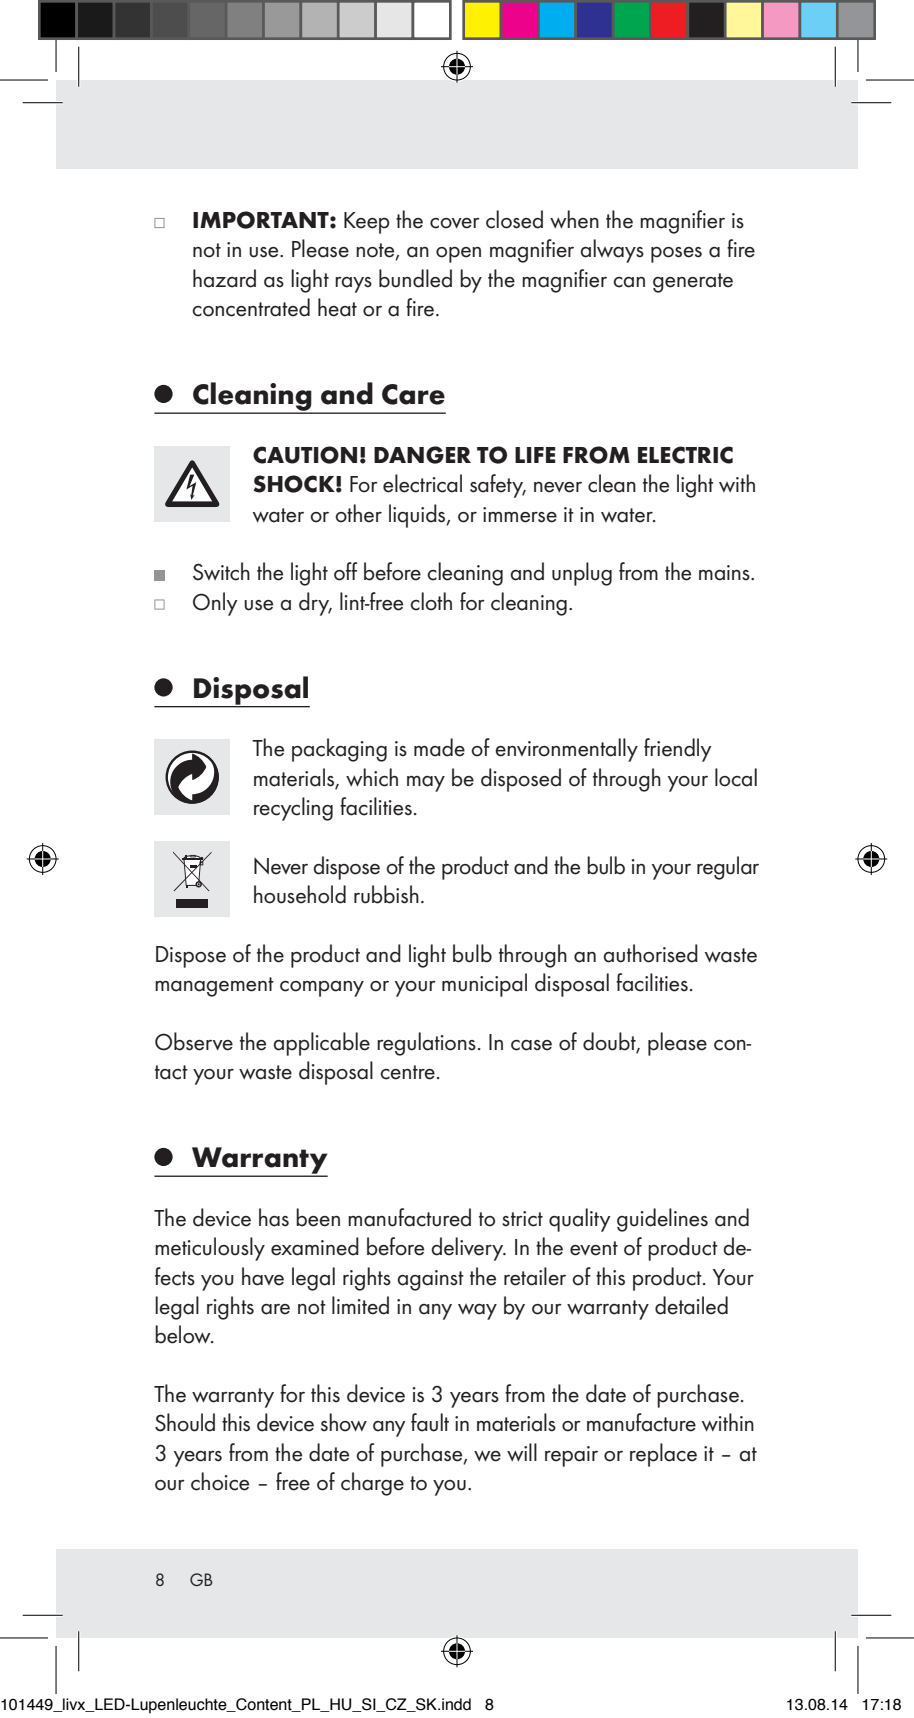 IMPORTANT: Keep the cover closed when the magnifier is
not in use. Please note, an open magnifier always poses a fire
hazard as light rays bundled by the magnifier can generate
concentrated heat or a fire.
Cleaning and Care
CAUTION! DANGER TO LIFE FROM ELECTRIC
SHOCK! For electrical safety, never clean the light with
water or other liquids, or immerse it in water.
Switch the light off before cleaning and unplug from the mains.
Only use a dry, lint-free cloth for cleaning.
Disposal
The packaging is made of environmentally friendly
materials, which may be disposed of through your local
recycling facilities.
Never dispose of the product and the bulb in your regular
household rubbish.
Dispose of the product and light bulb through an authorised waste
management company or your municipal disposal facilities.
Observe the applicable regulations. In case of doubt, please con-
tact your waste disposal centre.
Warranty
The device has been manufactured to strict quality guidelines and
meticulously examined before delivery. In the event of product de-
fects you have legal rights against the retailer of this product. Your
legal rights are not limited in any way by our warranty detailed
below.
The warranty for this device is 3 years from the date of purchase.
Should this device show any fault in materials or manufacture within
3 years from the date of purchase, we will repair or replace it – at
our choice – free of charge to you.
8 GB
101449_livx_LED-Lupenleuchte_Content_PL_HU_SI_CZ_SK.indd 8 13.08.14 17:18